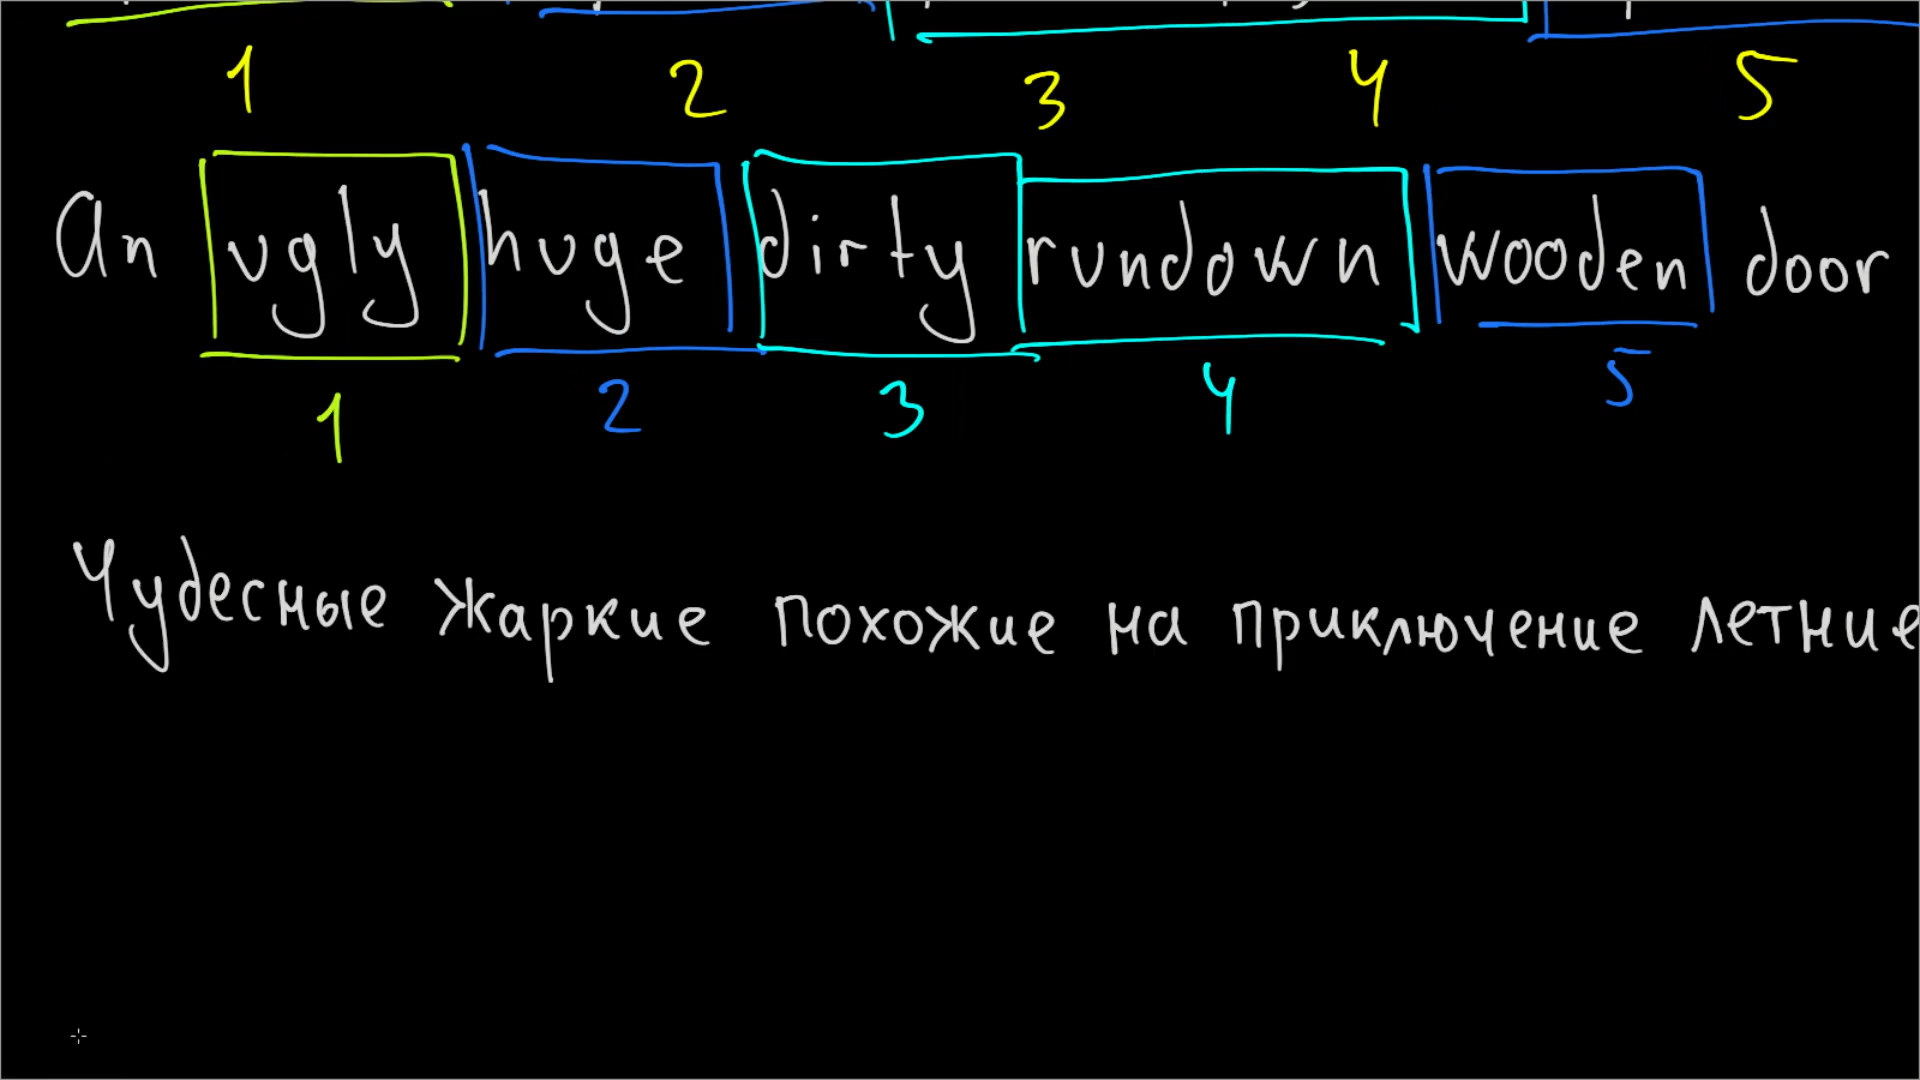 1 2 3 4 5
An ugly huge dirty rundown wooden door
1 2 3 4 5
Чудесные жаркие похожие на приключение летние